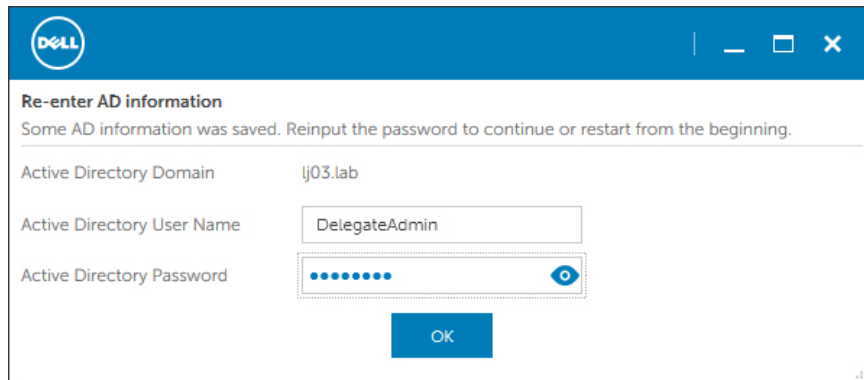 DELL
Re-enter AD information
Some AD information was saved. Reinput the password to continue or restart from the beginning.
Active Directory Domain lj03.lab
Active Directory User Name DelegateAdmin
Active Directory Password ••••••••
OK